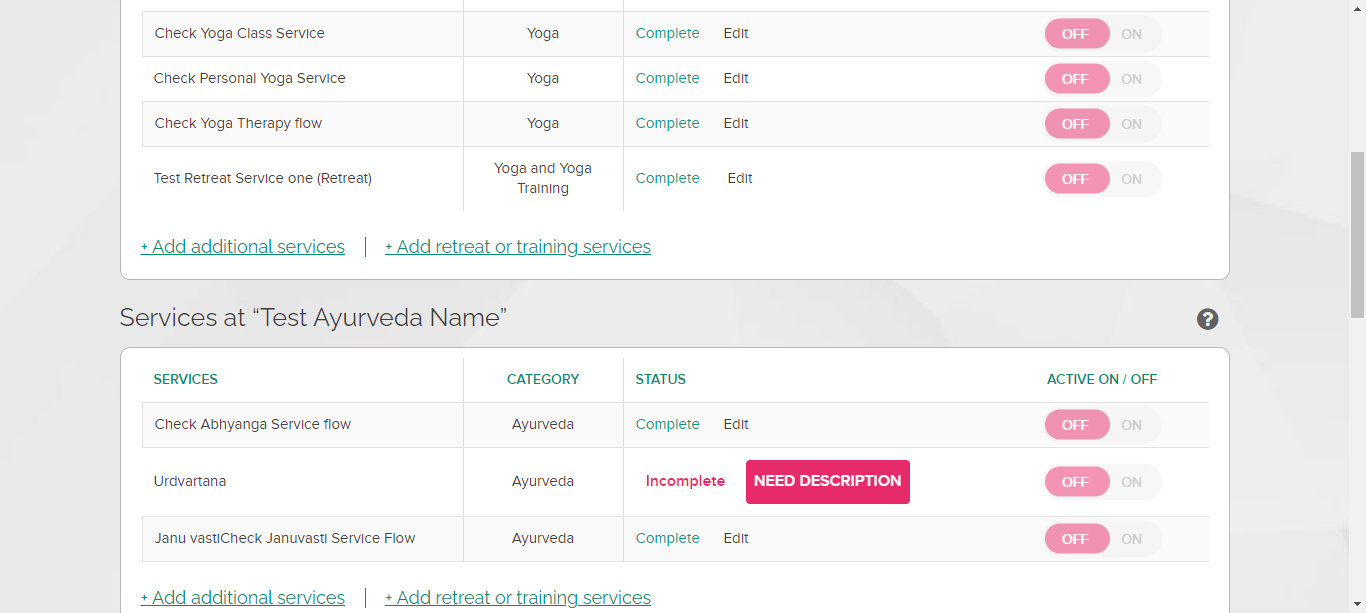 Check Yoga Class Service Yoga Complete Edit OFF ON
Check Personal Yoga Service Yoga Complete Edit OFF ON
Check Yoga Therapy flow Yoga Complete Edit OFF ON
Test Retreat Service one (Retreat) Yoga and Yoga Training Complete Edit OFF ON
+ Add additional services | + Add retreat or training services
Services at “Test Ayurveda Name” ?
SERVICES CATEGORY STATUS ACTIVE ON / OFF
Check Abhyanga Service flow Ayurveda Complete Edit OFF ON
Urdvartana Ayurveda Incomplete NEED DESCRIPTION OFF ON
Janu vastiCheck Januvasti Service Flow Ayurveda Complete Edit OFF ON
+ Add additional services | + Add retreat or training services